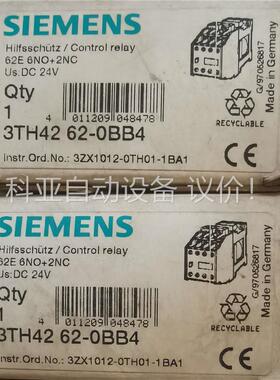 SIEMENS
Hilfsschütz / Control relay
62E 6NO+2NC
Us: DC 24V
Qty
1
4 011209 048478
3TH42 62-0BB4
Instr.Ord.No.: 3ZX1012-0TH01-1BA1
RECYCLABLE
G/970526817
Made in Germany
CE
科亚自动化 议价!
SIEMENS
Hilfsschütz / Control relay
62E 6NO+2NC
Us: DC 24V
Qty
1
4 011209 048478
3TH42 62-0BB4
Instr.Ord.No.: 3ZX1012-0TH01-1BA1
RECYCLABLE
G/970526817
Made in Germany
CE